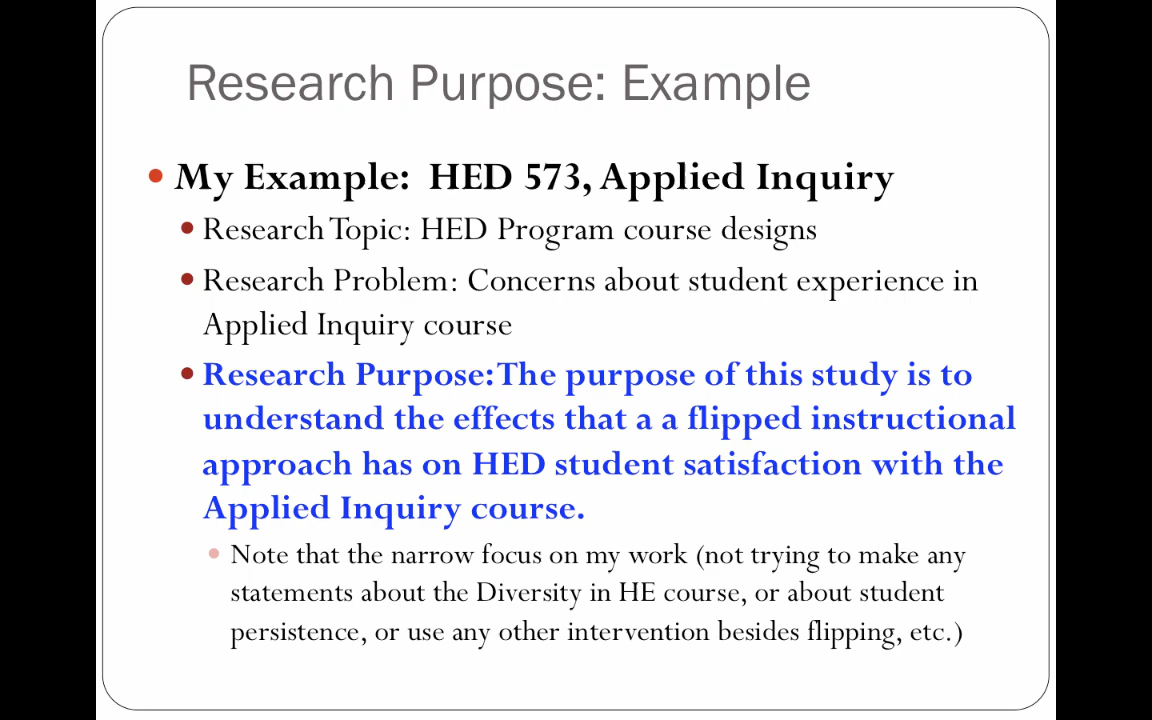 Research Purpose: Example
My Example: HED 573, Applied Inquiry
Research Topic: HED Program course designs
Research Problem: Concerns about student experience in
Applied Inquiry course
Research Purpose: The purpose of this study is to
understand the effects that a a flipped instructional
approach has on HED student satisfaction with the
Applied Inquiry course.
Note that the narrow focus on my work (not trying to make any
statements about the Diversity in HE course, or about student
persistence, or use any other intervention besides flipping, etc.)